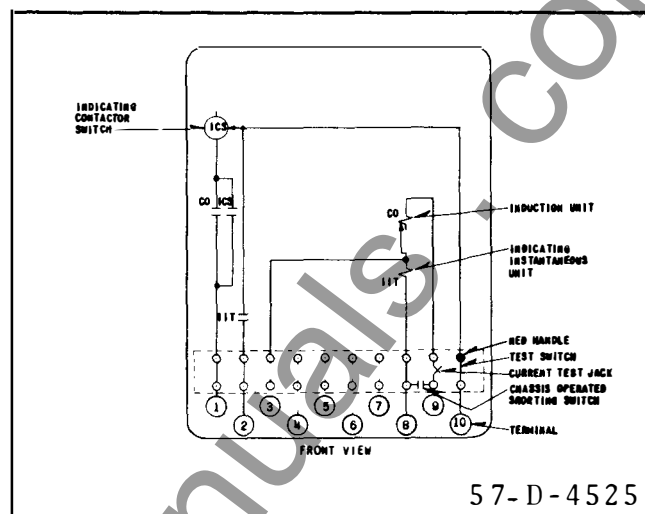 INDICATING
CONTACTOR
SWITCH
ICS
CO ICS
IIT
CO
INDUCTION UNIT
INDICATING
INSTANTANEOUS
UNIT
IIT
RED HANDLE
TEST SWITCH
CURRENT TEST JACK
CHASSIS OPERATED
SHORTING SWITCH
TERMINAL
1 2 3 4 5 6 7 8 9 10
FRONT VIEW
57-D-4525
nuals.co